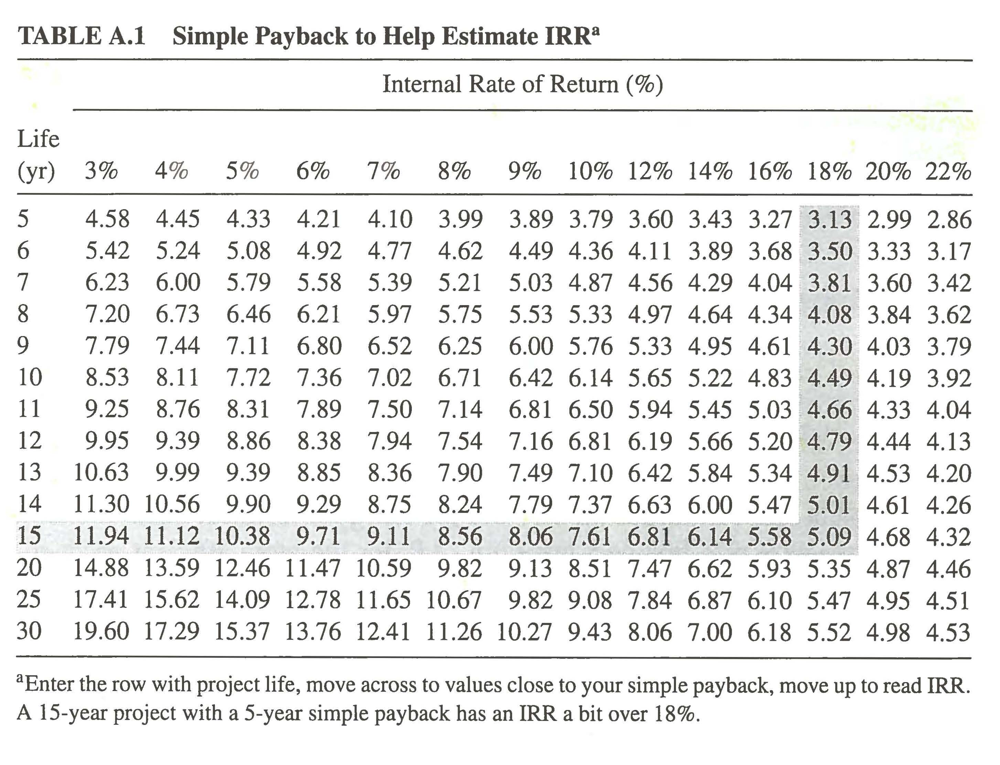 TABLE A.1 Simple Payback to Help Estimate IRRª
Internal Rate of Return (%)
Life
(yr) 3% 4% 5% 6% 7% 8% 9% 10% 12% 14% 16% 18% 20% 22%
5 4.58 4.45 4.33 4.21 4.10 3.99 3.89 3.79 3.60 3.43 3.27 3.13 2.99 2.86
6 5.42 5.24 5.08 4.92 4.77 4.62 4.49 4.36 4.11 3.89 3.68 3.50 3.33 3.17
7 6.23 6.00 5.79 5.58 5.39 5.21 5.03 4.87 4.56 4.29 4.04 3.81 3.60 3.42
8 7.20 6.73 6.46 6.21 5.97 5.75 5.53 5.33 4.97 4.64 4.34 4.08 3.84 3.62
9 7.79 7.44 7.11 6.80 6.52 6.25 6.00 5.76 5.33 4.95 4.61 4.30 4.03 3.79
10 8.53 8.11 7.72 7.36 7.02 6.71 6.42 6.14 5.65 5.22 4.83 4.49 4.19 3.92
11 9.25 8.76 8.31 7.89 7.50 7.14 6.81 6.50 5.94 5.45 5.03 4.66 4.33 4.04
12 9.95 9.39 8.86 8.38 7.94 7.54 7.16 6.81 6.19 5.66 5.20 4.79 4.44 4.13
13 10.63 9.99 9.39 8.85 8.36 7.90 7.49 7.10 6.42 5.84 5.34 4.91 4.53 4.20
14 11.30 10.56 9.90 9.29 8.75 8.24 7.79 7.37 6.63 6.00 5.47 5.01 4.61 4.26
15 11.94 11.12 10.38 9.71 9.11 8.56 8.06 7.61 6.81 6.14 5.58 5.09 4.68 4.32
20 14.88 13.59 12.46 11.47 10.59 9.82 9.13 8.51 7.47 6.62 5.93 5.35 4.87 4.46
25 17.41 15.62 14.09 12.78 11.65 10.67 9.82 9.08 7.84 6.87 6.10 5.47 4.95 4.51
30 19.60 17.29 15.37 13.76 12.41 11.26 10.27 9.43 8.06 7.00 6.18 5.52 4.98 4.53
ªEnter the row with project life, move across to values close to your simple payback, move up to read IRR.
A 15-year project with a 5-year simple payback has an IRR a bit over 18%.